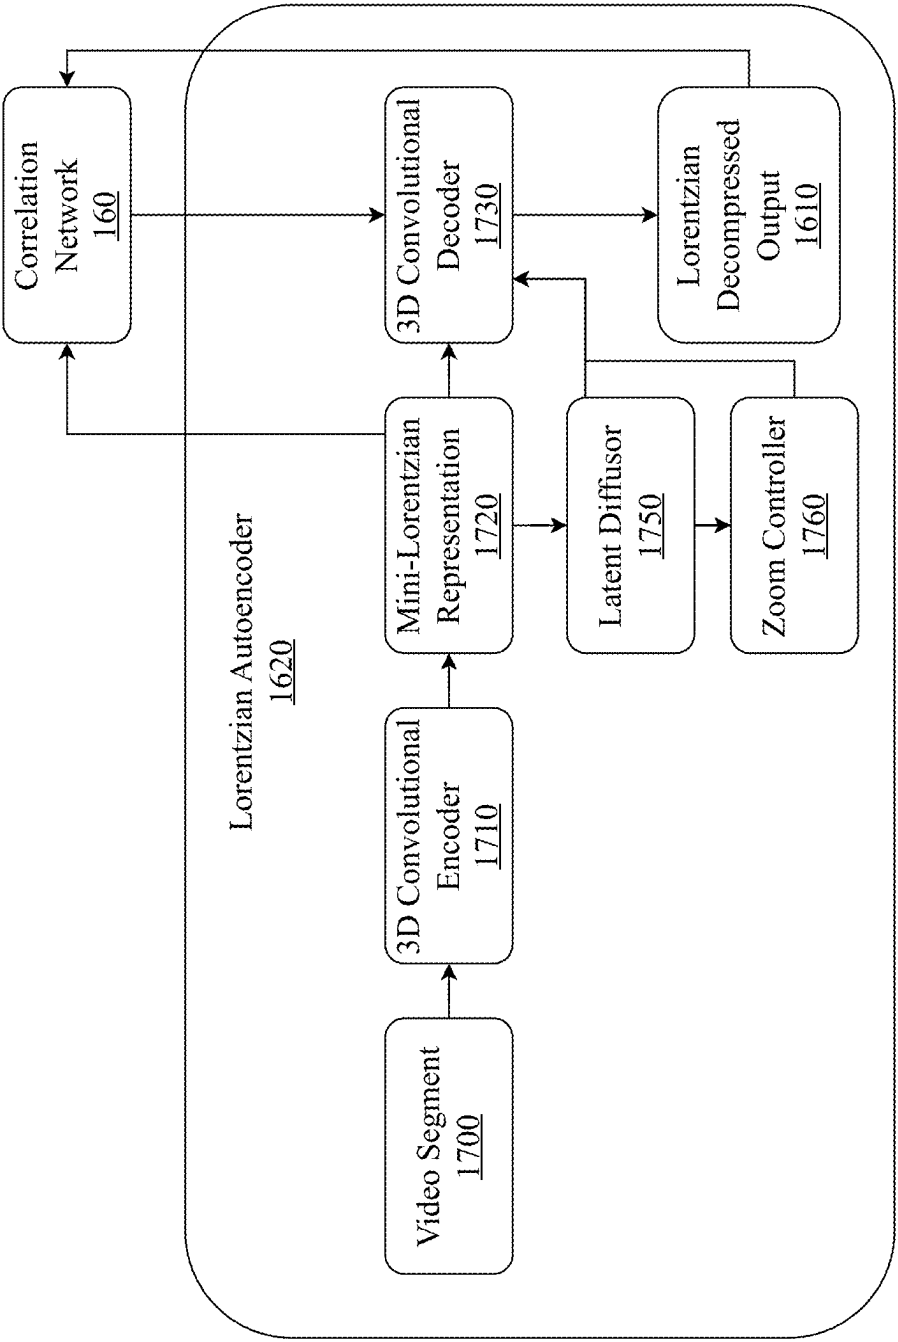 Correlation
Network
160
Lorentzian Autoencoder
1620
Video Segment
1700
3D Convolutional
Encoder
1710
Mini-Lorentzian
Representation
1720
3D Convolutional
Decoder
1730
Latent Diffusor
1750
Zoom Controller
1760
Lorentzian
Decompressed
Output
1610